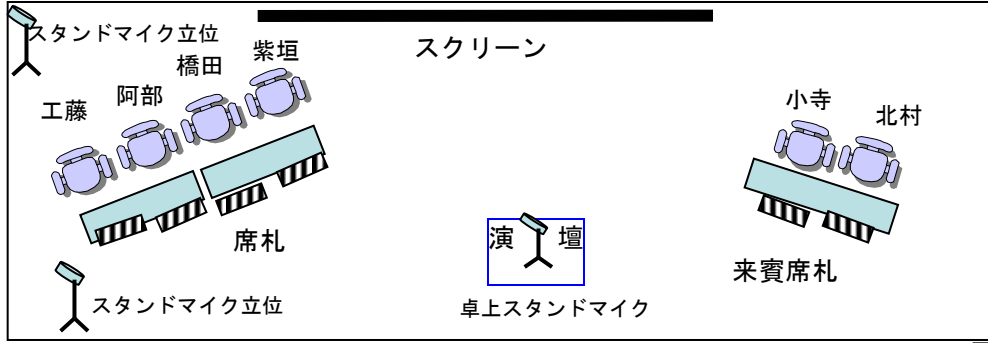 スタンドマイク立位
スクリーン
紫垣
橋田
阿部
工藤
小寺
北村
席札
演 壇
来賓席札
スタンドマイク立位
卓上スタンドマイク